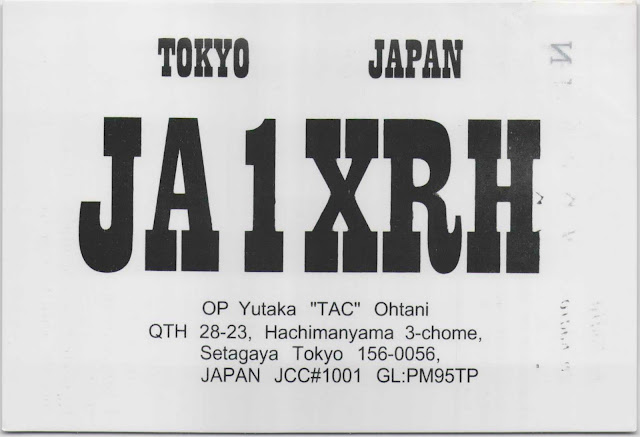 TOKYO JAPAN
JA1XRH
OP Yutaka "TAC" Ohtani
QTH 28-23, Hachimanyama 3-chome,
Setagaya Tokyo 156-0056,
JAPAN JCC#1001 GL:PM95TP